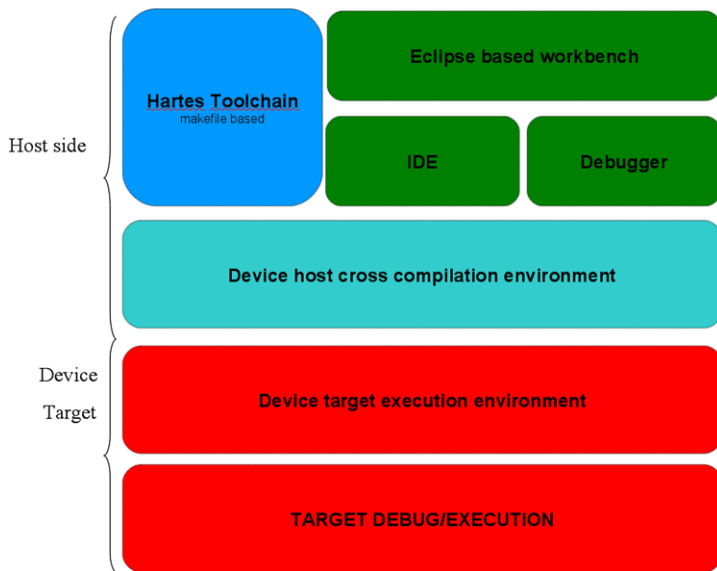 Hartes Toolchain
makefile based
Eclipse based workbench
Host side
IDE
Debugger
Device host cross compilation environment
Device
Target
Device target execution environment
TARGET DEBUG/EXECUTION